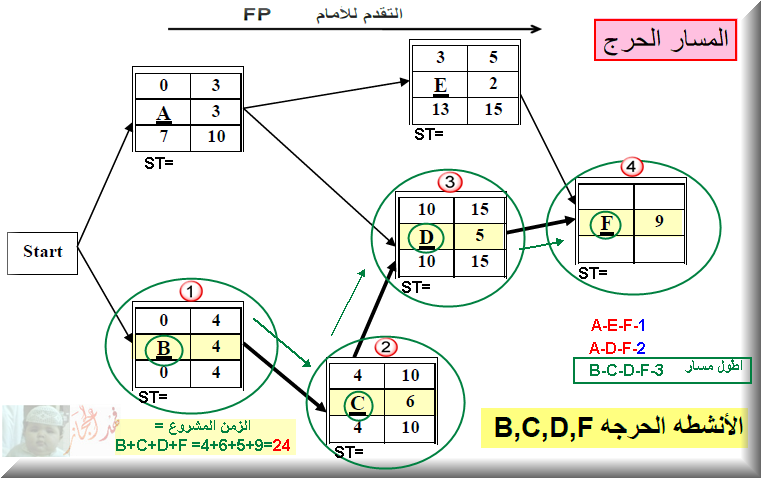 التقدم للامام FP
المسار الحرج
0 3
A 3
7 10
ST=
3 5
E 2
13 15
ST=
3
10 15
D 5
10 15
ST=
4
F 9
ST=
Start
1
0 4
B 4
0 4
ST=
2
4 10
C 6
4 10
ST=
A-E-F-1
A-D-F-2
اطول مسار B-C-D-F-3
الأنشطه الحرجه B,C,D,F
الزمن المشروع =
B+C+D+F =4+6+5+9=24